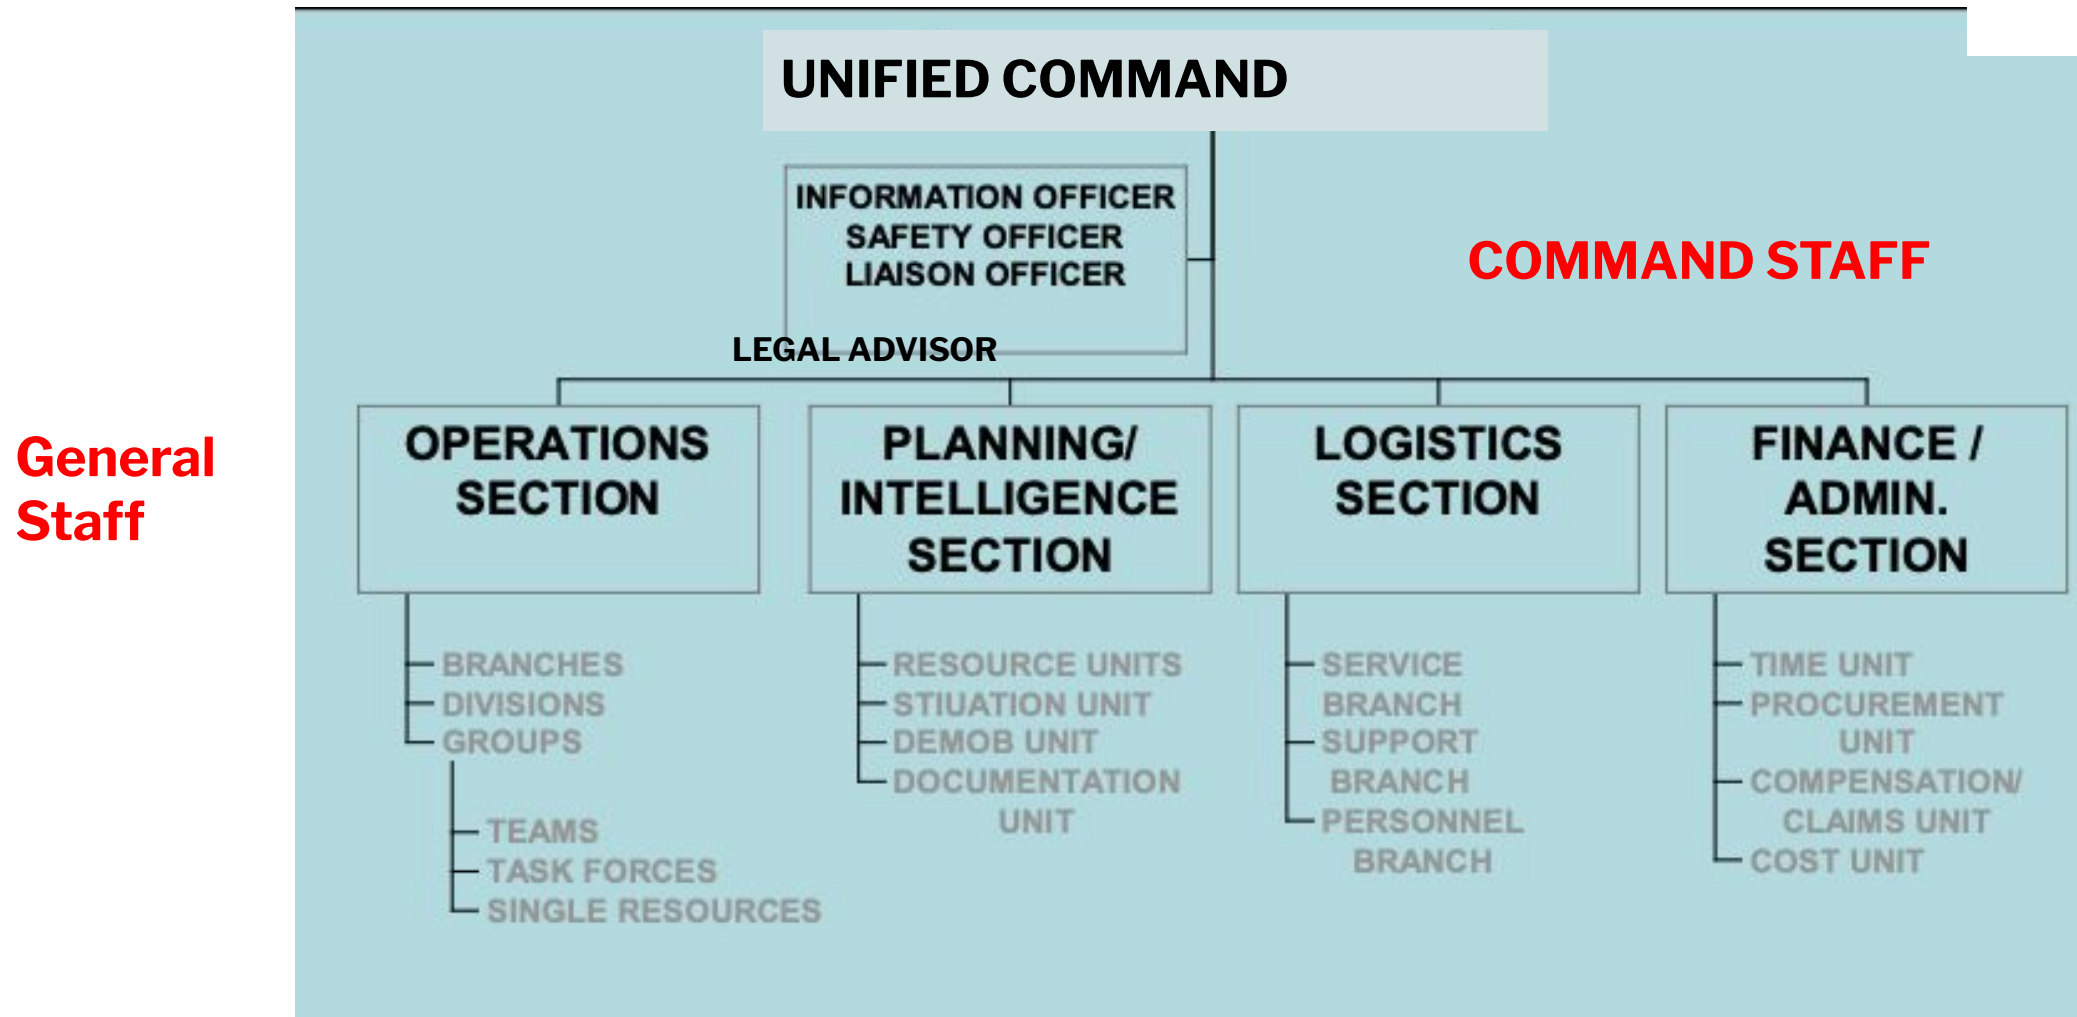 UNIFIED COMMAND
INFORMATION OFFICER
SAFETY OFFICER
LIAISON OFFICER
COMMAND STAFF
LEGAL ADVISOR
General
Staff
OPERATIONS
SECTION
PLANNING/
INTELLIGENCE
SECTION
LOGISTICS
SECTION
FINANCE /
ADMIN.
SECTION
BRANCHES
DIVISIONS
GROUPS
TEAMS
TASK FORCES
SINGLE RESOURCES
RESOURCE UNITS
STIUATION UNIT
DEMOB UNIT
DOCUMENTATION
UNIT
SERVICE
BRANCH
SUPPORT
BRANCH
PERSONNEL
BRANCH
TIME UNIT
PROCUREMENT
UNIT
COMPENSATION/
CLAIMS UNIT
COST UNIT